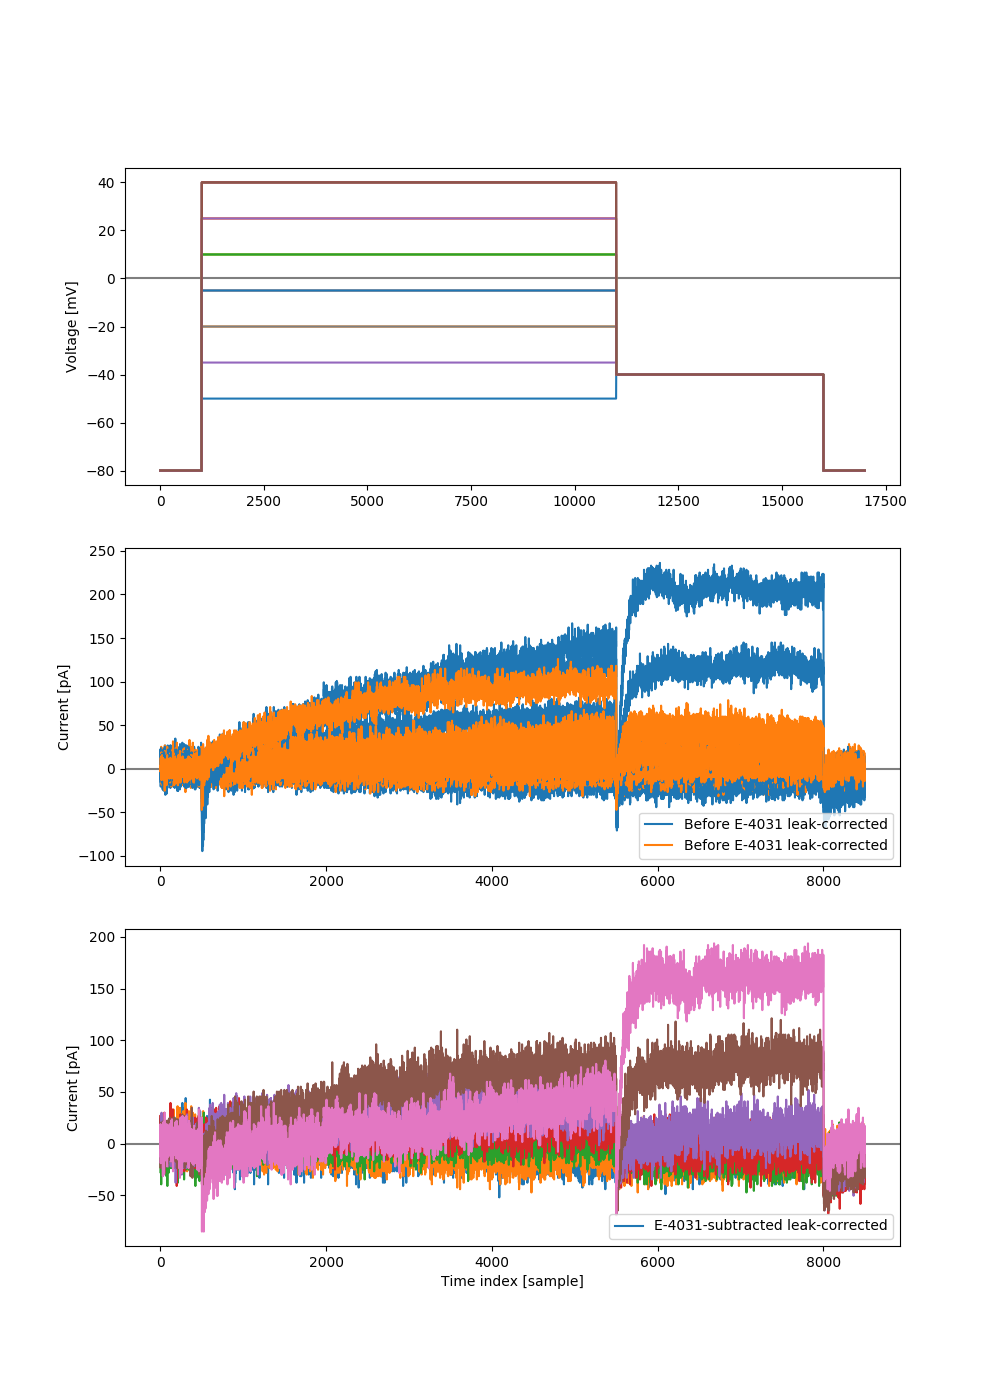 40
20
0
−20
−40
−60
−80
Voltage [mV]
0 2500 5000 7500 10000 12500 15000 17500
250
200
150
100
50
0
−50
−100
Current [pA]
Before E-4031 leak-corrected
Before E-4031 leak-corrected
0 2000 4000 6000 8000
200
150
100
50
0
−50
Current [pA]
E-4031-subtracted leak-corrected
0 2000 4000 6000 8000
Time index [sample]